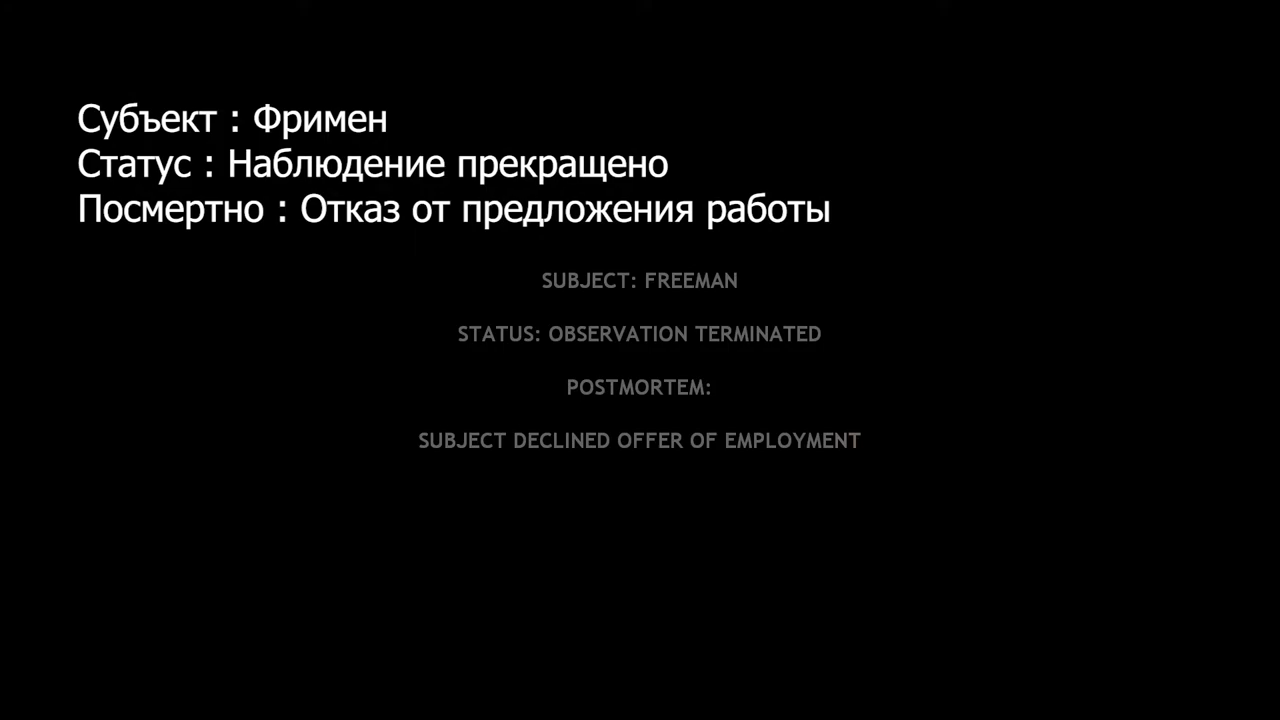 Субъект : Фримен
Статус : Наблюдение прекращено
Посмертно : Отказ от предложения работы
SUBJECT: FREEMAN
STATUS: OBSERVATION TERMINATED
POSTMORTEM:
SUBJECT DECLINED OFFER OF EMPLOYMENT